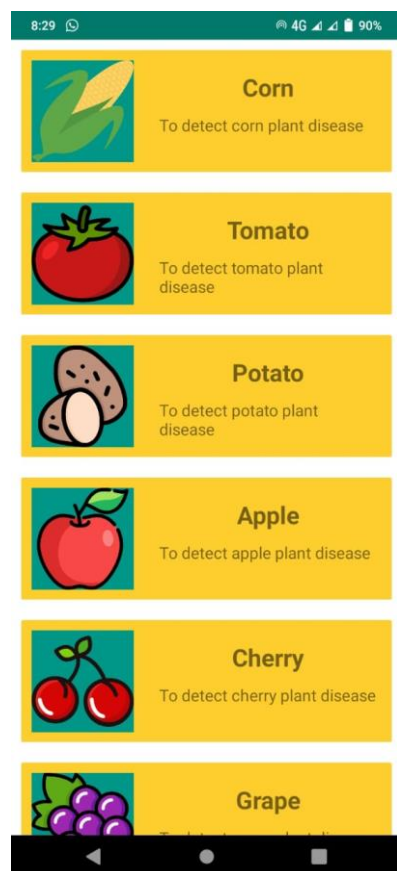 8:29 4G 90%
Corn
To detect corn plant disease
Tomato
To detect tomato plant
disease
Potato
To detect potato plant
disease
Apple
To detect apple plant disease
Cherry
To detect cherry plant disease
Grape